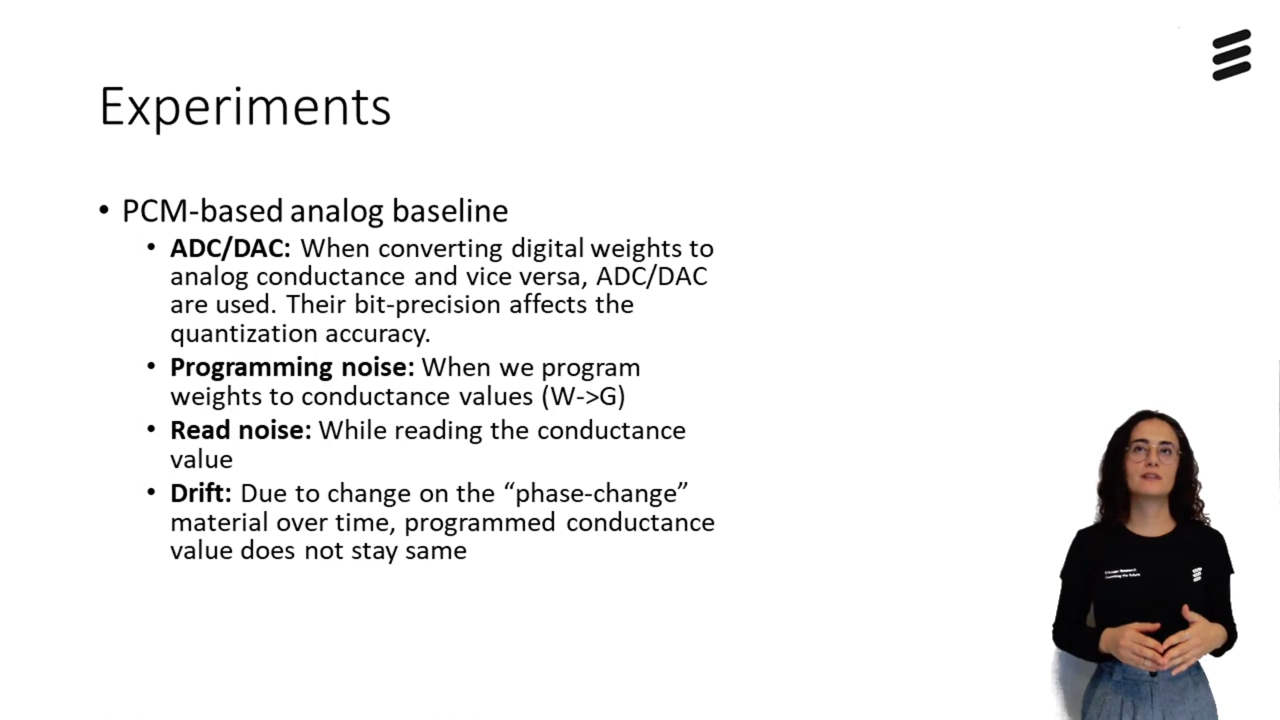 Experiments
• PCM-based analog baseline
• ADC/DAC: When converting digital weights to
analog conductance and vice versa, ADC/DAC
are used. Their bit-precision affects the
quantization accuracy.
• Programming noise: When we program
weights to conductance values (W->G)
• Read noise: While reading the conductance
value
• Drift: Due to change on the “phase-change”
material over time, programmed conductance
value does not stay same